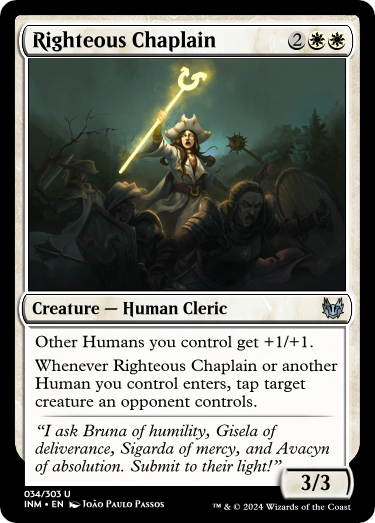 Righteous Chaplain 2
Creature — Human Cleric
Other Humans you control get +1/+1.
Whenever Righteous Chaplain or another
Human you control enters, tap target
creature an opponent controls.
“I ask Bruna of humility, Gisela of
deliverance, Sigarda of mercy, and Avacyn
of absolution. Submit to their light!”
3/3
034/303 U
INM • EN João Paulo Passos ™ & © 2024 Wizards of the Coast